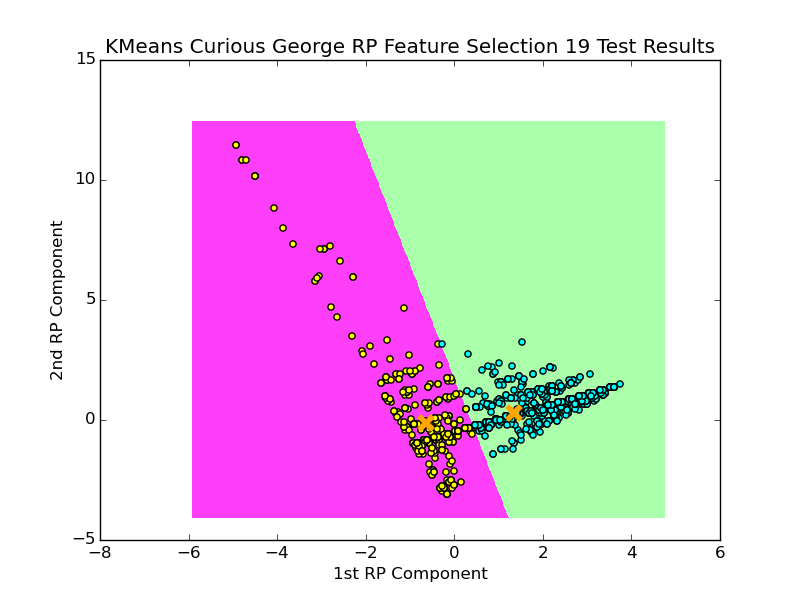 KMeans Curious George RP Feature Selection 19 Test Results
15
10
5
0
−5
2nd RP Component
−8 −6 −4 −2 0 2 4 6
1st RP Component